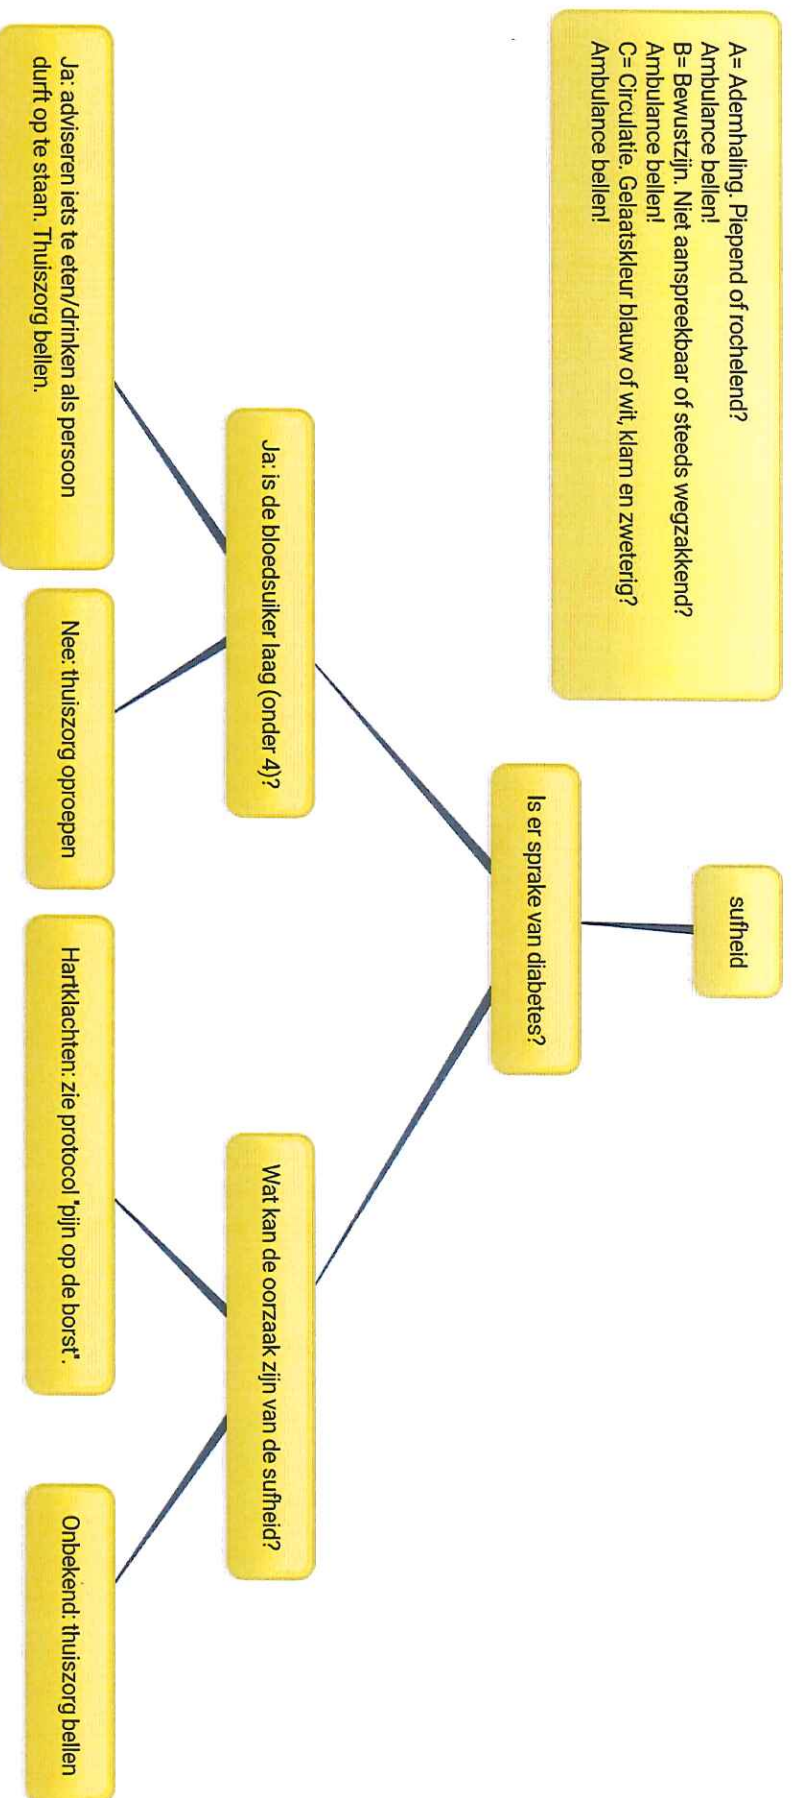 A= Ademhaling. Piepend of rochelend?
Ambulance bellen!
B= Bewustzijn. Niet aanspreekbaar of steeds wegzakkend?
Ambulance bellen!
C= Circulatie. Gelaatskleur blauw of wit, klam en zweterig?
Ambulance bellen!
sufheid
Is er sprake van diabetes?
Ja: is de bloedsuiker laag (onder 4)?
Wat kan de oorzaak zijn van de sufheid?
Ja: adviseren iets te eten/drinken als persoon
durft op te staan. Thuiszorg bellen.
Nee: thuiszorg oproepen
Hartklachten: zie protocol "pijn op de borst".
Onbekend: thuiszorg bellen